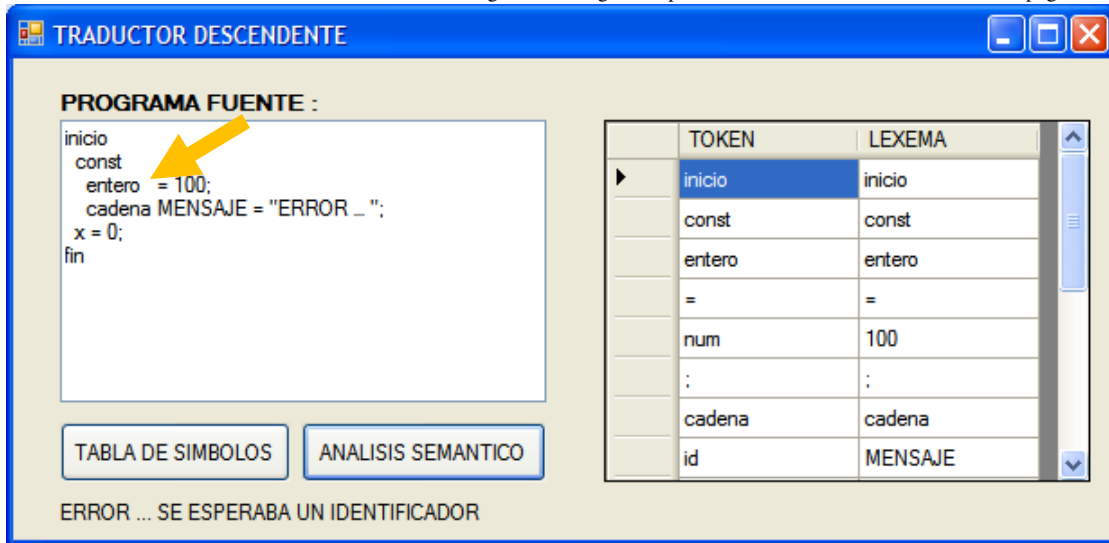 TRADUCTOR DESCENDENTE
PROGRAMA FUENTE :
inicio
const
entero = 100;
cadena MENSAJE = "ERROR ... ";
x = 0;
fin
TOKEN LEXEMA
inicio inicio
const const
entero entero
= =
num 100
; ;
cadena cadena
id MENSAJE
TABLA DE SIMBOLOS ANALISIS SEMANTICO
ERROR ... SE ESPERABA UN IDENTIFICADOR